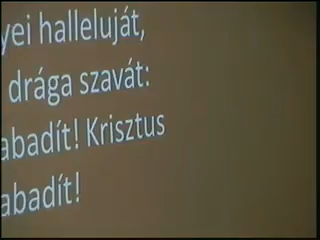 yei halleluját,
drága szavát:
abadít! Krisztus
abadít!